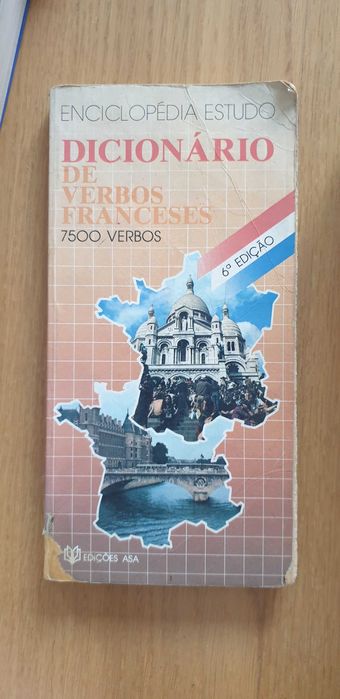 ENCICLOPÉDIA ESTUDO
DICIONÁRIO
DE
VERBOS
FRANCESES
7500 VERBOS
6ª EDIÇÃO
EDIÇÕES ASA